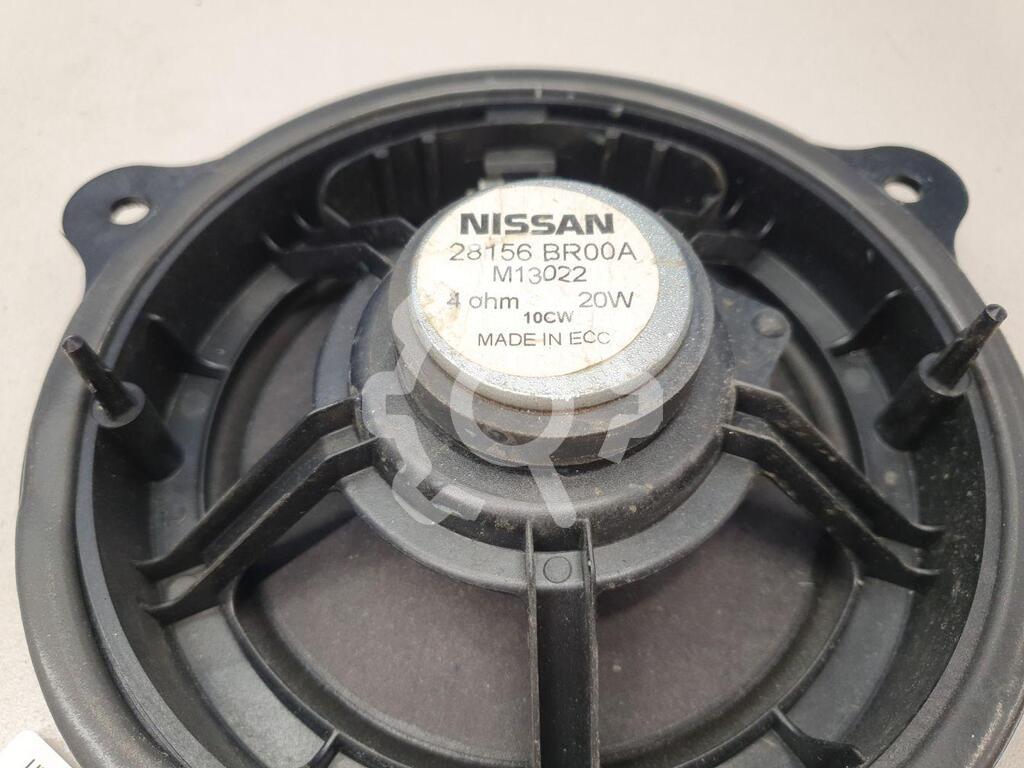 NISSAN
28156 BR00A
M13022
4 ohm 20W
10CW
MADE IN ECC